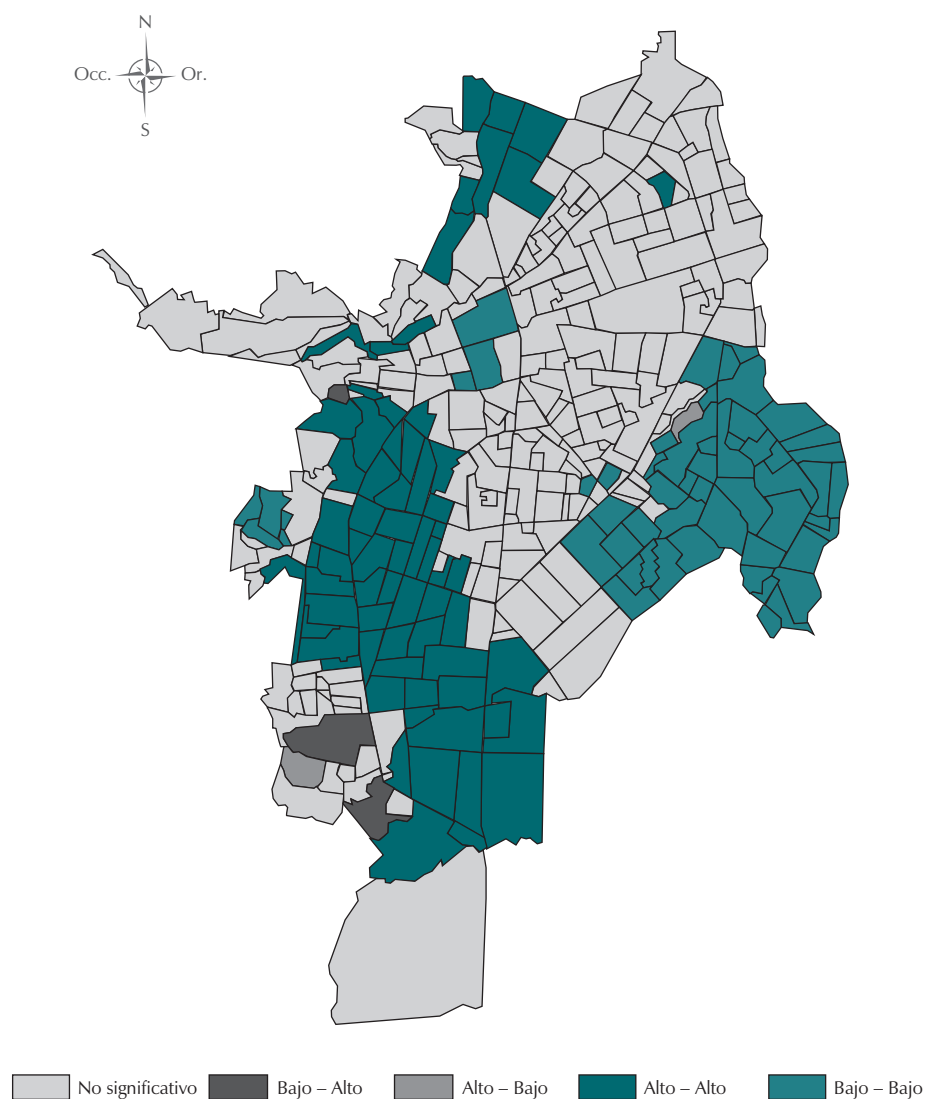 N
Occ. Or.
S
No significativo Bajo – Alto Alto – Bajo Alto – Alto Bajo – Bajo